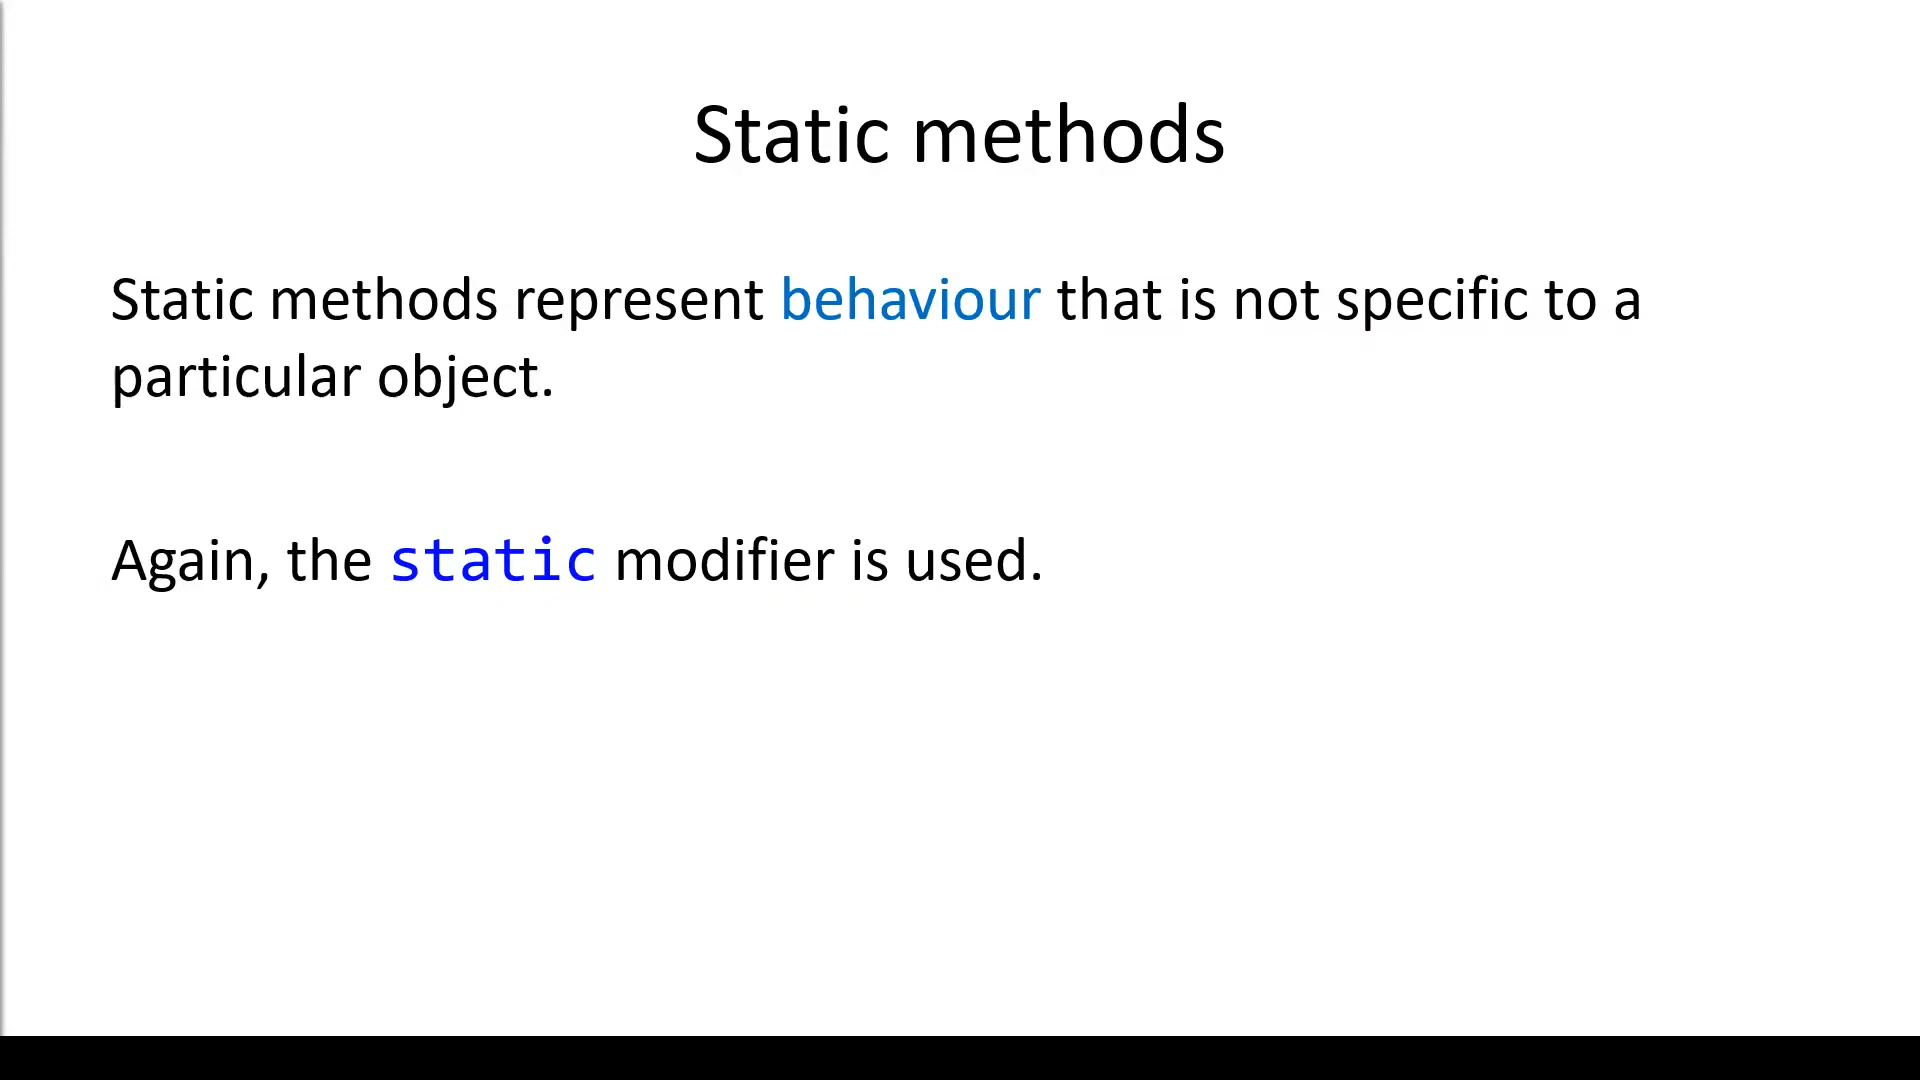 Static methods
Static methods represent behaviour that is not specific to a
particular object.
Again, the static modifier is used.